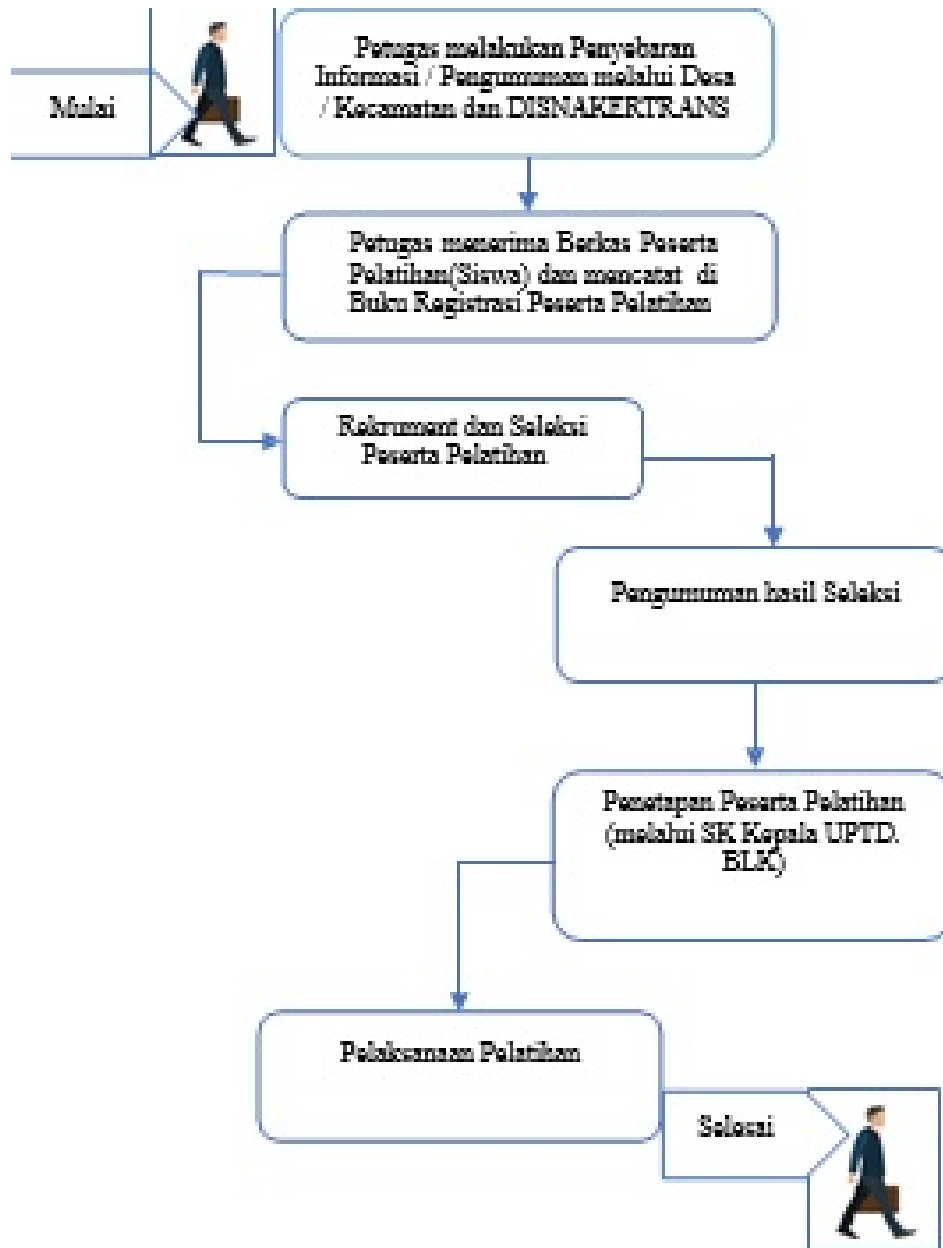 Mulai
Petugas melakukan Penyebaran
Informasi / Pengumuman melalui Desa
/ Kecamatan dan DISNAKERTRANS
Petugas menerima Berkas Peserta
Pelatihan(Siswa) dan mencatat di
Buku Registrasi Peserta Pelatihan
Rekrument dan Seleksi
Peserta Pelatihan
Pengumuman hasil Seleksi
Penetapan Peserta Pelatihan
(melalui SK Kepala UPTD.
BLK)
Pelaksanaan Pelatihan
Selesai